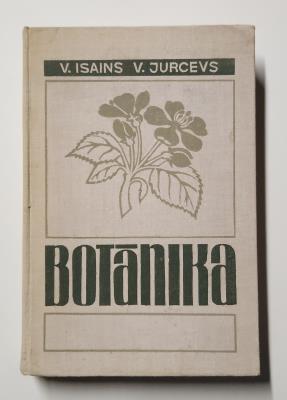 V. ISAINS V. JURCEVS
BOTĀNIKA